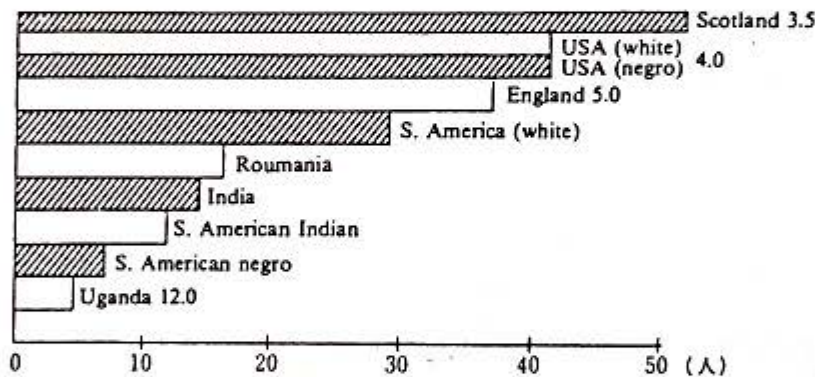 Scotland 3.5
USA (white)
USA (negro) 4.0
England 5.0
S. America (white)
Roumania
India
S. American Indian
S. American negro
Uganda 12.0
0 10 20 30 40 50 (人)